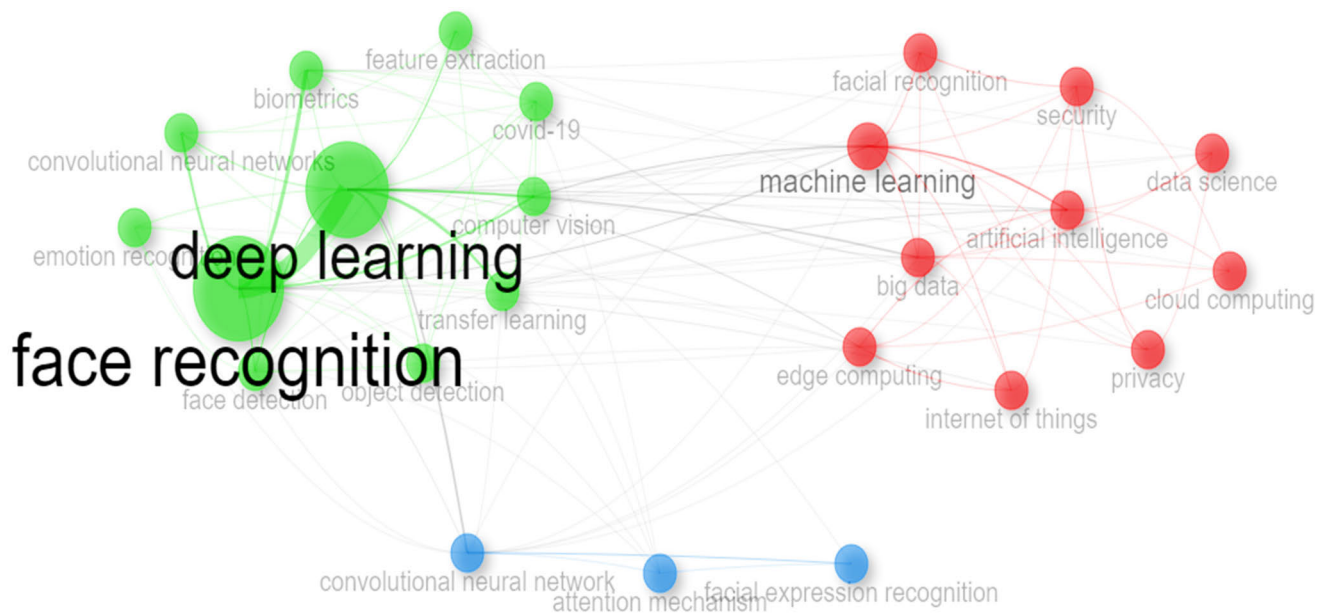 feature extraction
facial recognition
biometrics
security
covid-19
convolutional neural networks
machine learning
data science
computer vision
artificial intelligence
emotion recognition
deep learning
big data
cloud computing
transfer learning
face recognition
edge computing
privacy
face detection
object detection
internet of things
convolutional neural network
attention mechanism
facial expression recognition